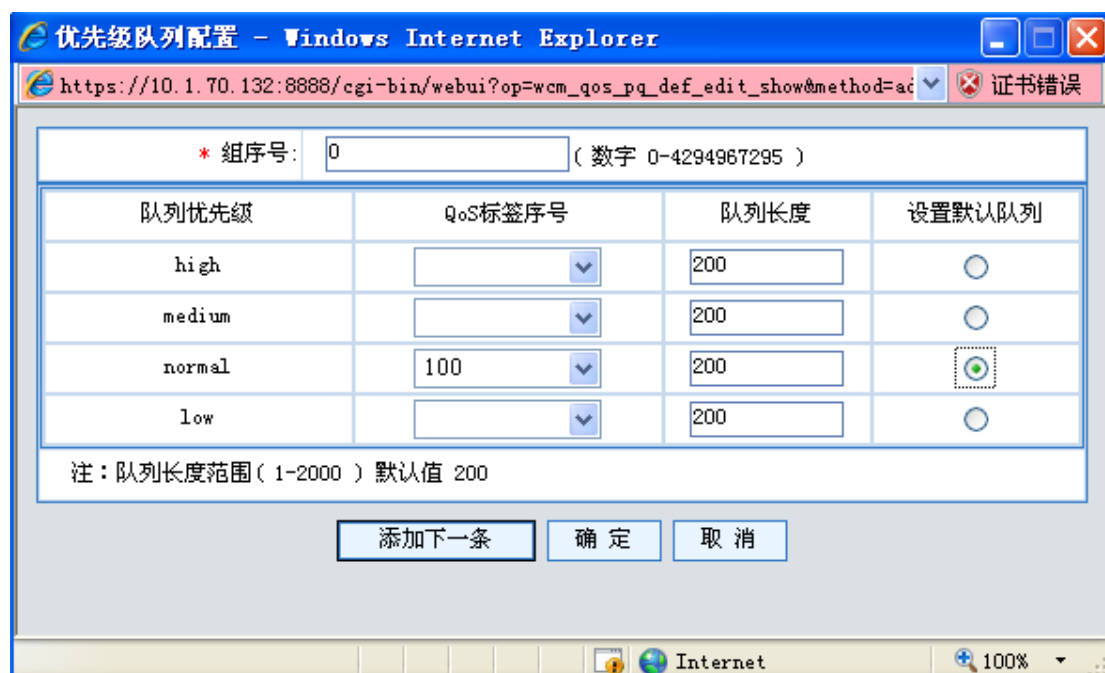 优先级队列配置 - Windows Internet Explorer
https://10.1.70.132:8888/cgi-bin/webui?op=wcm_qos_pq_def_edit_show&method=ad 证书错误
* 组序号: 0 ( 数字 0-4294967295 )
队列优先级 QoS标签序号 队列长度 设置默认队列
high 200
medium 200
normal 100 200
low 200
注：队列长度范围( 1-2000 ) 默认值 200
添加下一条 确 定 取 消
Internet 100%